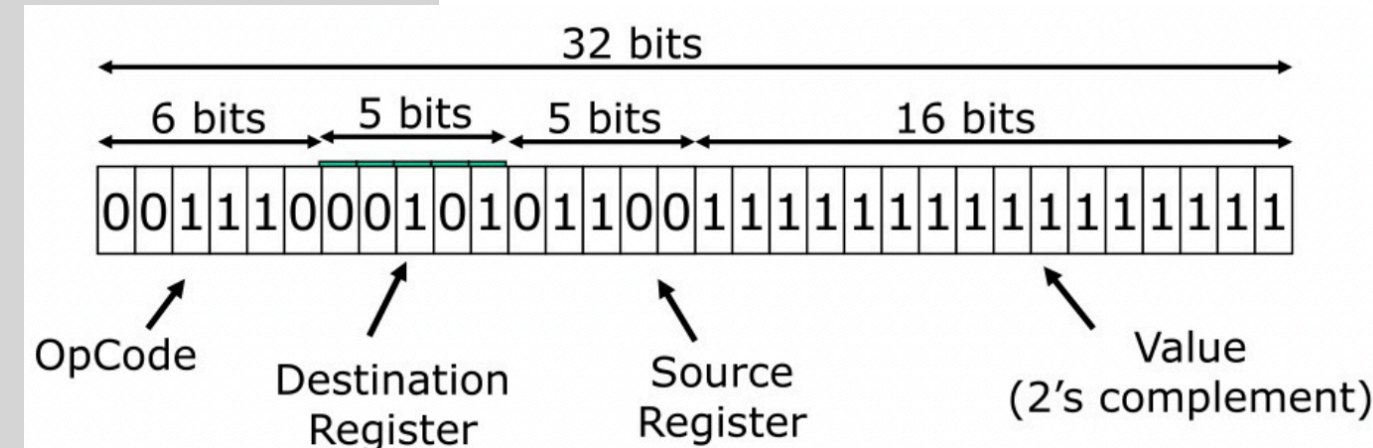 32 bits
6 bits 5 bits 5 bits 16 bits
00111000101011001111111111111111
OpCode
Destination
Register
Source
Register
Value
(2's complement)